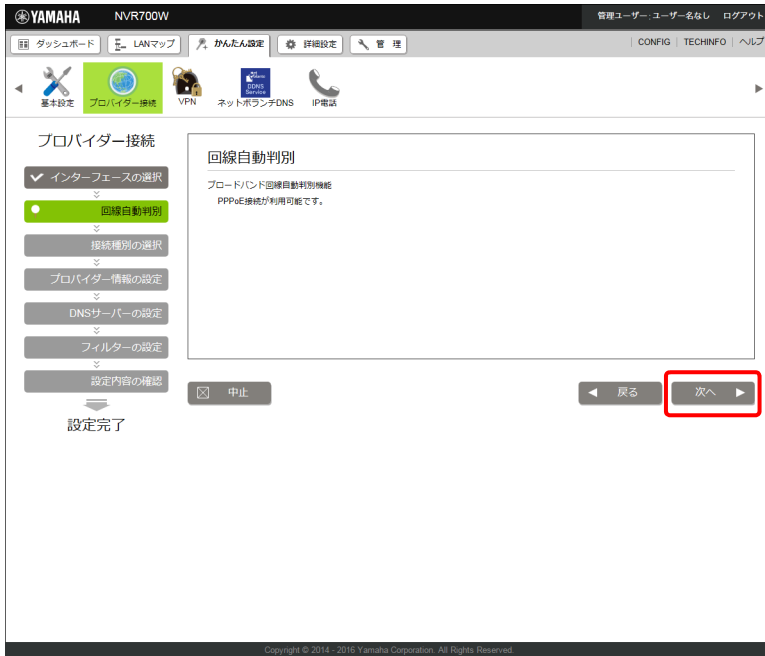 YAMAHA NVR700W 管理ユーザー:ユーザー名なし ログアウト
ダッシュボード LANマップ かんたん設定 詳細設定 管 理 CONFIG TECHINFO ヘルプ
Net Volante DDNS Service
基本設定 プロバイダー接続 VPN ネットボランチDNS IP電話
プロバイダー接続
インターフェースの選択
回線自動判別
接続種別の選択
プロバイダー情報の設定
DNSサーバーの設定
フィルターの設定
設定内容の確認
設定完了
回線自動判別
ブロードバンド回線自動判別機能
PPPoE接続が利用可能です。
中止 戻る 次へ
Copyright © 2014 - 2016 Yamaha Corporation. All Rights Reserved.